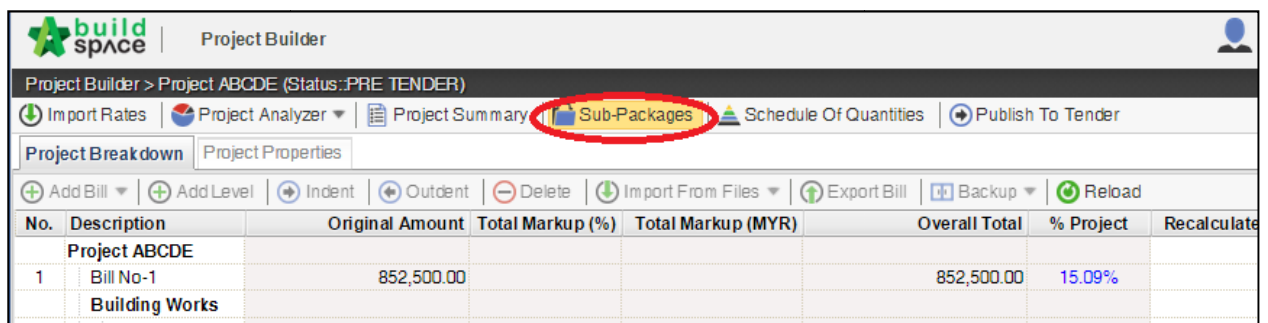 build
space
Project Builder
Project Builder > Project ABCDE (Status::PRE TENDER)
Import Rates Project Analyzer Project Summary Sub-Packages Schedule Of Quantities Publish To Tender
Project Breakdown Project Properties
Add Bill Add Level Indent Outdent Delete Import From Files Export Bill Backup Reload
No. Description Original Amount Total Markup (%) Total Markup (MYR) Overall Total % Project Recalculate
Project ABCDE
1 Bill No-1 852,500.00 852,500.00 15.09%
Building Works